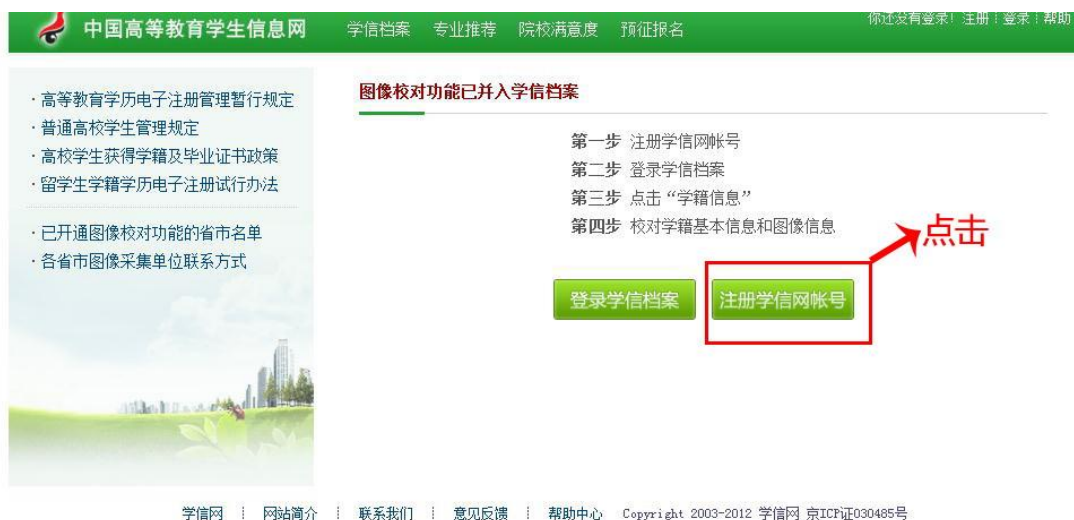 中国高等教育学生信息网 学信档案 专业推荐 院校满意度 预征报名 你还没有登录! 注册 | 登录 | 帮助
·高等教育学历电子注册管理暂行规定
·普通高校学生管理规定
·高校学生获得学籍及毕业证书政策
·留学生学籍学历电子注册试行办法
·已开通图像校对功能的省市名单
·各省市图像采集单位联系方式
图像校对功能已并入学信档案
第一步 注册学信网帐号
第二步 登录学信档案
第三步 点击“学籍信息”
第四步 校对学籍基本信息和图像信息
点击
登录学信档案 注册学信网帐号
学信网 | 网站简介 | 联系我们 | 意见反馈 | 帮助中心 Copyright 2003-2012 学信网 京ICP证030485号